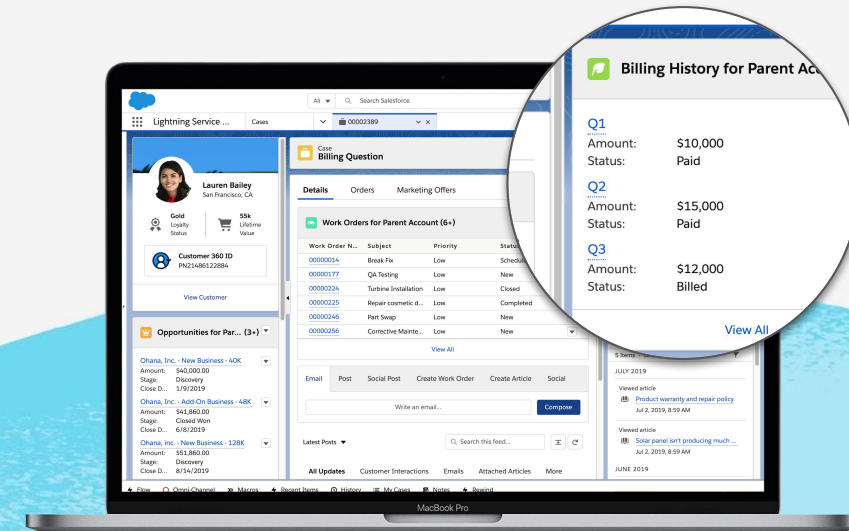 All
Search Salesforce
Lightning Service ...
Cases
00002389
Lauren Bailey
San Francisco, CA
Gold
Loyalty
Status
55k
Lifetime
Value
Customer 360 ID
PN21486122884
View Customer
Opportunities for Par... (3+)
Ohana, Inc. - New Business - 40K
Amount: $40,000.00
Stage: Discovery
Close D... 1/9/2019
Ohana, Inc. - Add-On Business - 48K
Amount: $41,860.00
Stage: Closed Won
Close D... 6/8/2019
Ohana, inc. - New Business - 128K
Amount: $51,860.00
Stage: Discovery
Close D... 8/14/2019
Case
Billing Question
Details Orders Marketing Offers
Work Orders for Parent Account (6+)
Work Order N... Subject Priority
00000014 Break Fix Low
00000177 QA Testing Low New
00000224 Turbine Installation Low Closed
00000225 Repair cosmetic d... Low Completed
00000246 Part Swap Low New
00000256 Corrective Mainte... Low New
View All
Email Post Social Post Create Work Order Create Article Social
Write an email...
Compose
Latest Posts
Search this feed...
All Updates Customer Interactions Emails Attached Articles More
Billing History for Parent
Q1
Amount: $10,000
Status: Paid
Q2
Amount: $15,000
Status: Paid
Q3
Amount: $12,000
Status: Billed
View All
5 Items
JULY 2019
Viewed article
Product warranty and repair policy
Jul 2, 2019, 8:59 AM
Viewed article
Solar panel isn't producing much ...
Jul 2, 2019, 8:59 AM
JUNE 2019
Flow Omni-Channel Macros Recent Items History My Cases Notes Rewind
MacBook Pro